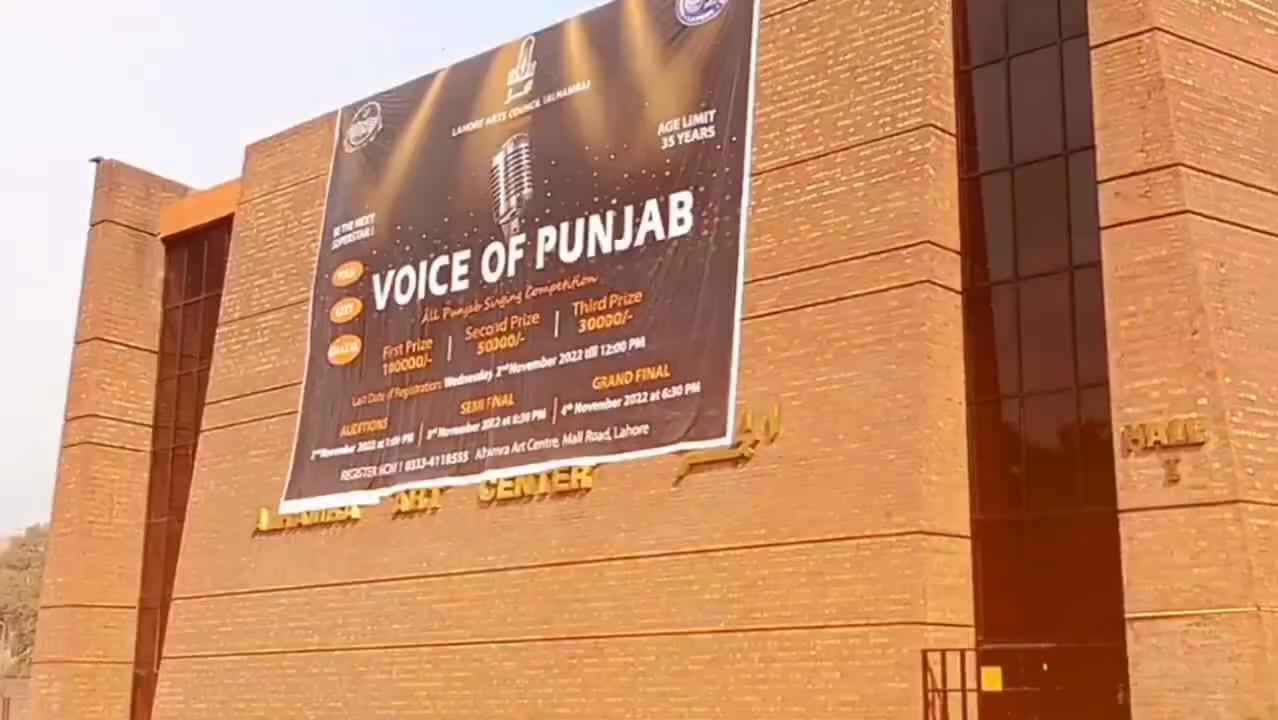 LAHORE ARTS COUNCIL (ALHAMRA)
AGE LIMIT
35 YEARS
BE THE NEXT
SUPERSTAR!
FOLK
VOICE OF PUNJAB
All Punjab Singing Competition
First Prize
100000/-
Second Prize
50000/-
Third Prize
30000/-
Last Date of Registration: Wednesday, 2nd November 2022 till 12:00 PM
AUDITIONS
2nd November 2022 at 1:00 PM
SEMI FINAL
3rd November 2022 at 6:30 PM
GRAND FINAL
4th November 2022 at 6:30 PM
REGISTER NOW! 0333-4118555 Alhamra Art Centre, Mall Road, Lahore
ALHAMRA ART CENTER
HALL